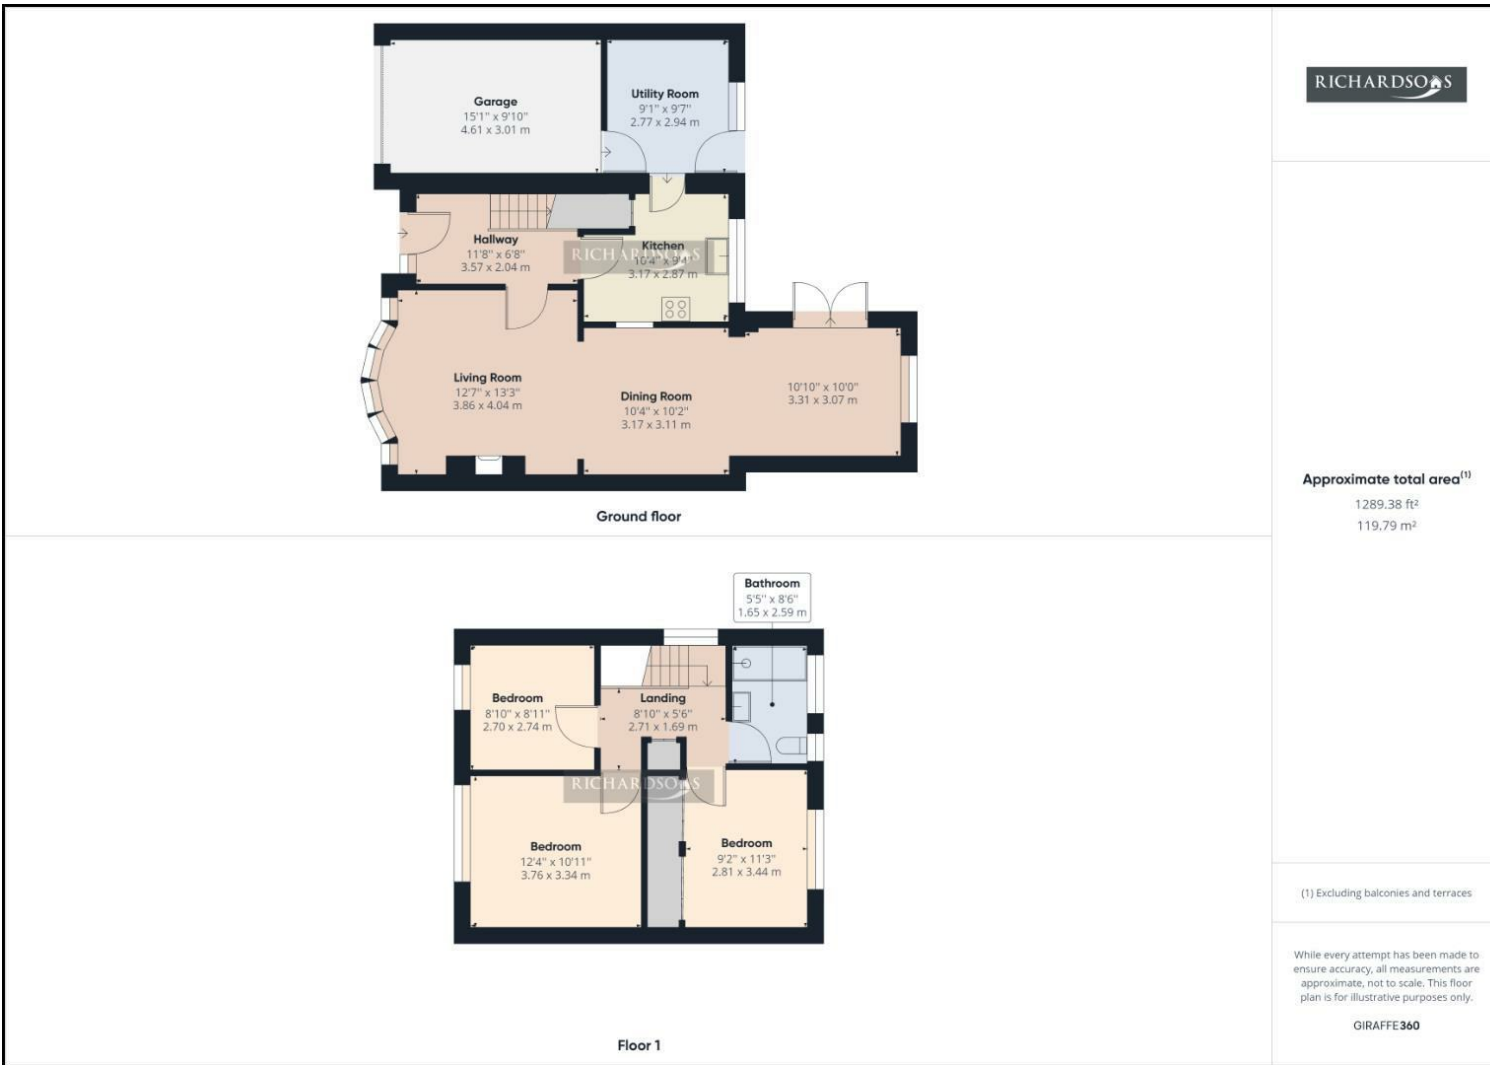 Garage
15'1" x 9'10"
4.61 x 3.01 m
Utility Room
9'1" x 9'7"
2.77 x 2.94 m
Hallway
11'8" x 6'8"
3.57 x 2.04 m
Kitchen
10'4" x 9'4"
3.17 x 2.87 m
RICHARDSONS
Living Room
12'7" x 13'3"
3.86 x 4.04 m
Dining Room
10'4" x 10'2"
3.17 x 3.11 m
10'10" x 10'0"
3.31 x 3.07 m
Ground floor
Bathroom
5'5" x 8'6"
1.65 x 2.59 m
Bedroom
8'10" x 8'11"
2.70 x 2.74 m
Landing
8'10" x 5'6"
2.71 x 1.69 m
RICHARDSONS
Bedroom
12'4" x 10'11"
3.76 x 3.34 m
Bedroom
9'2" x 11'3"
2.81 x 3.44 m
Floor 1
RICHARDSONS
Approximate total area(1)
1289.38 ft²
119.79 m²
(1) Excluding balconies and terraces
While every attempt has been made to
ensure accuracy, all measurements are
approximate, not to scale. This floor
plan is for illustrative purposes only.
GIRAFFE360